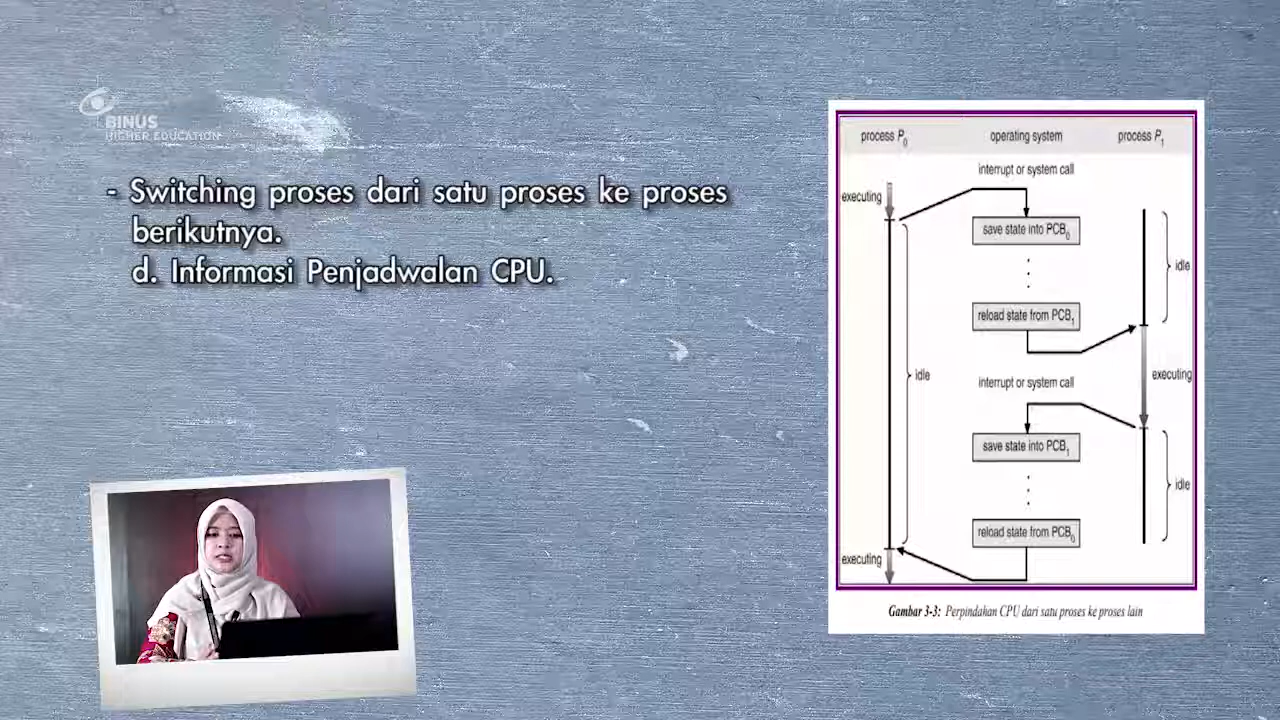 BINUS
HIGHER EDUCATION
- Switching proses dari satu proses ke proses
berikutnya.
d. Informasi Penjadwalan CPU.
process P0 operating system process P1
interrupt or system call
executing
save state into PCB0
idle
reload state from PCB1
idle
executing
interrupt or system call
save state into PCB1
idle
reload state from PCB0
executing
Gambar 3-3: Perpindahan CPU dari satu proses ke proses lain